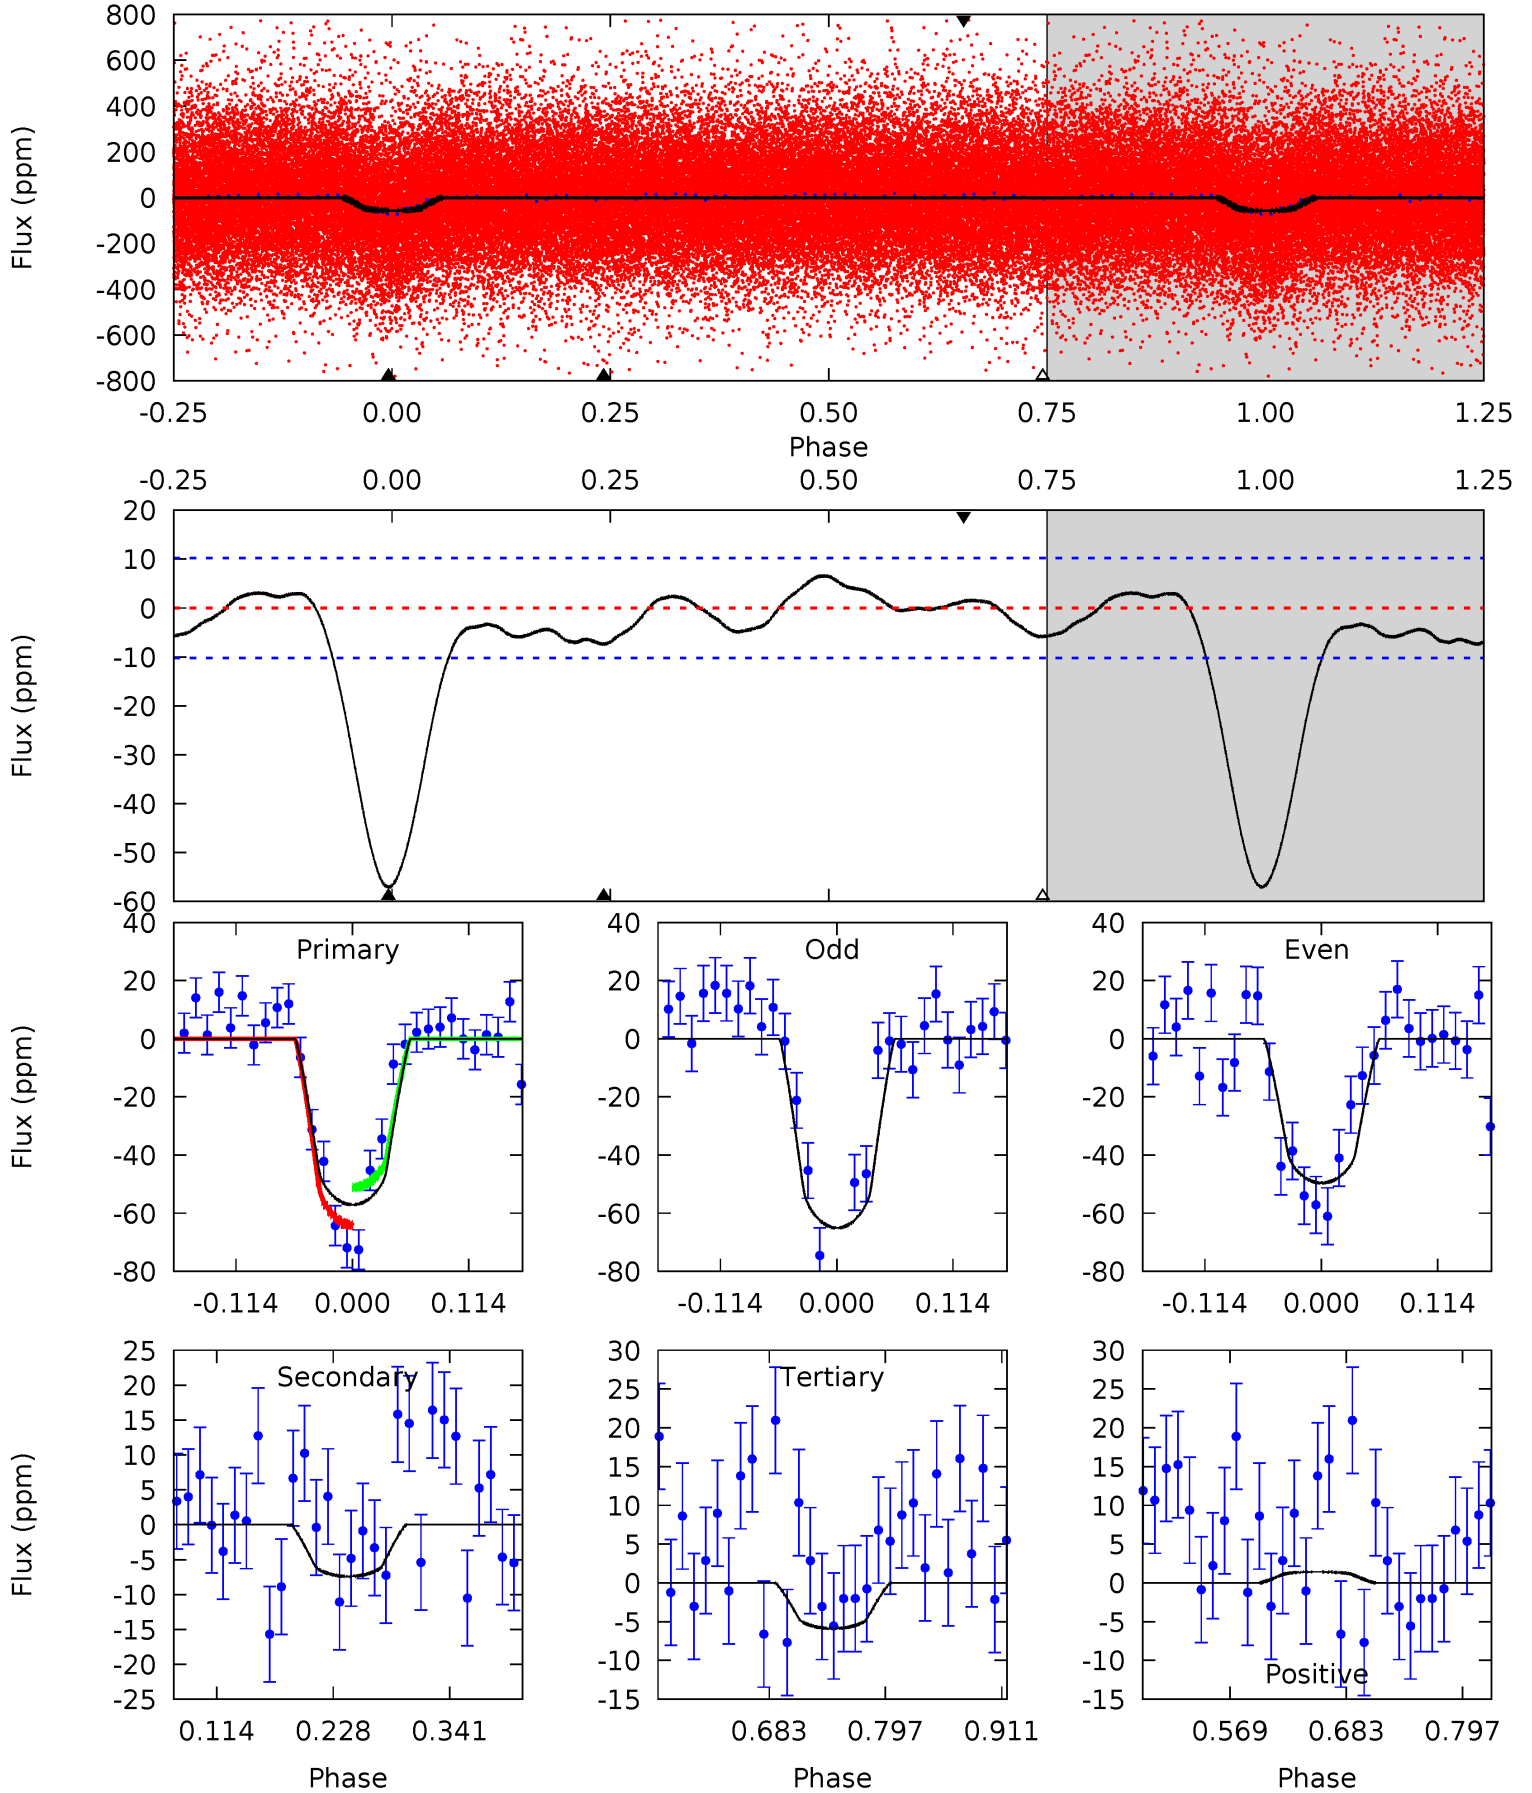 800
600
400
200
0
-200
-400
-600
-800
Flux (ppm)
-0.25 0.00 0.25 0.50 0.75 1.00 1.25
Phase
-0.25 0.00 0.25 0.50 0.75 1.00 1.25
20
10
0
-10
-20
-30
-40
-50
-60
Flux (ppm)
Primary Odd Even
40 40 40
20 20 20
0 0 0
-20 -20 -20
-40 -40 -40
-60 -60 -60
-80 -80 -80
Flux (ppm)
-0.114 0.000 0.114 -0.114 0.000 0.114 -0.114 0.000 0.114
Secondary Tertiary Positive
25
20
15
10
5
0
-5
-10
-15
-20
-25
30
25
20
15
10
5
0
-5
-10
-15
30
25
20
15
10
5
0
-5
-10
-15
Flux (ppm)
0.114 0.228 0.341 0.683 0.797 0.911 0.569 0.683 0.797
Phase Phase Phase